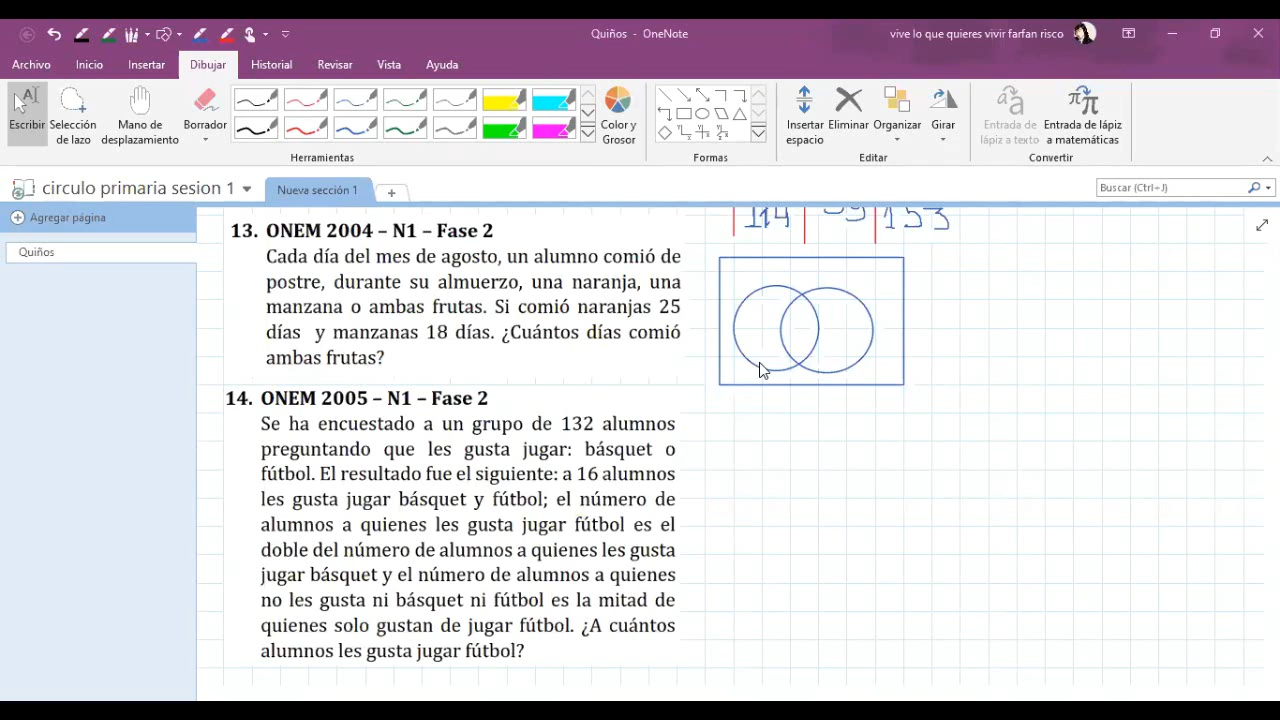 Quiños - OneNote
vive lo que quieres vivir farfan risco
Archivo Inicio Insertar Dibujar Historial Revisar Vista Ayuda
Escribir
Selección de lazo
Mano de desplazamiento
Borrador
Color y Grosor
Insertar espacio
Eliminar
Organizar
Girar
Entrada de lápiz a texto
Entrada de lápiz a matemáticas
Herramientas Formas Editar Convertir
circulo primaria sesion 1
Nueva sección 1
Buscar (Ctrl+J)
Agregar página
Quiños
114 59 153
13. ONEM 2004 – N1 – Fase 2
Cada día del mes de agosto, un alumno comió de
postre, durante su almuerzo, una naranja, una
manzana o ambas frutas. Si comió naranjas 25
días y manzanas 18 días. ¿Cuántos días comió
ambas frutas?
14. ONEM 2005 – N1 – Fase 2
Se ha encuestado a un grupo de 132 alumnos
preguntando que les gusta jugar: básquet o
fútbol. El resultado fue el siguiente: a 16 alumnos
les gusta jugar básquet y fútbol; el número de
alumnos a quienes les gusta jugar fútbol es el
doble del número de alumnos a quienes les gusta
jugar básquet y el número de alumnos a quienes
no les gusta ni básquet ni fútbol es la mitad de
quienes solo gustan de jugar fútbol. ¿A cuántos
alumnos les gusta jugar fútbol?